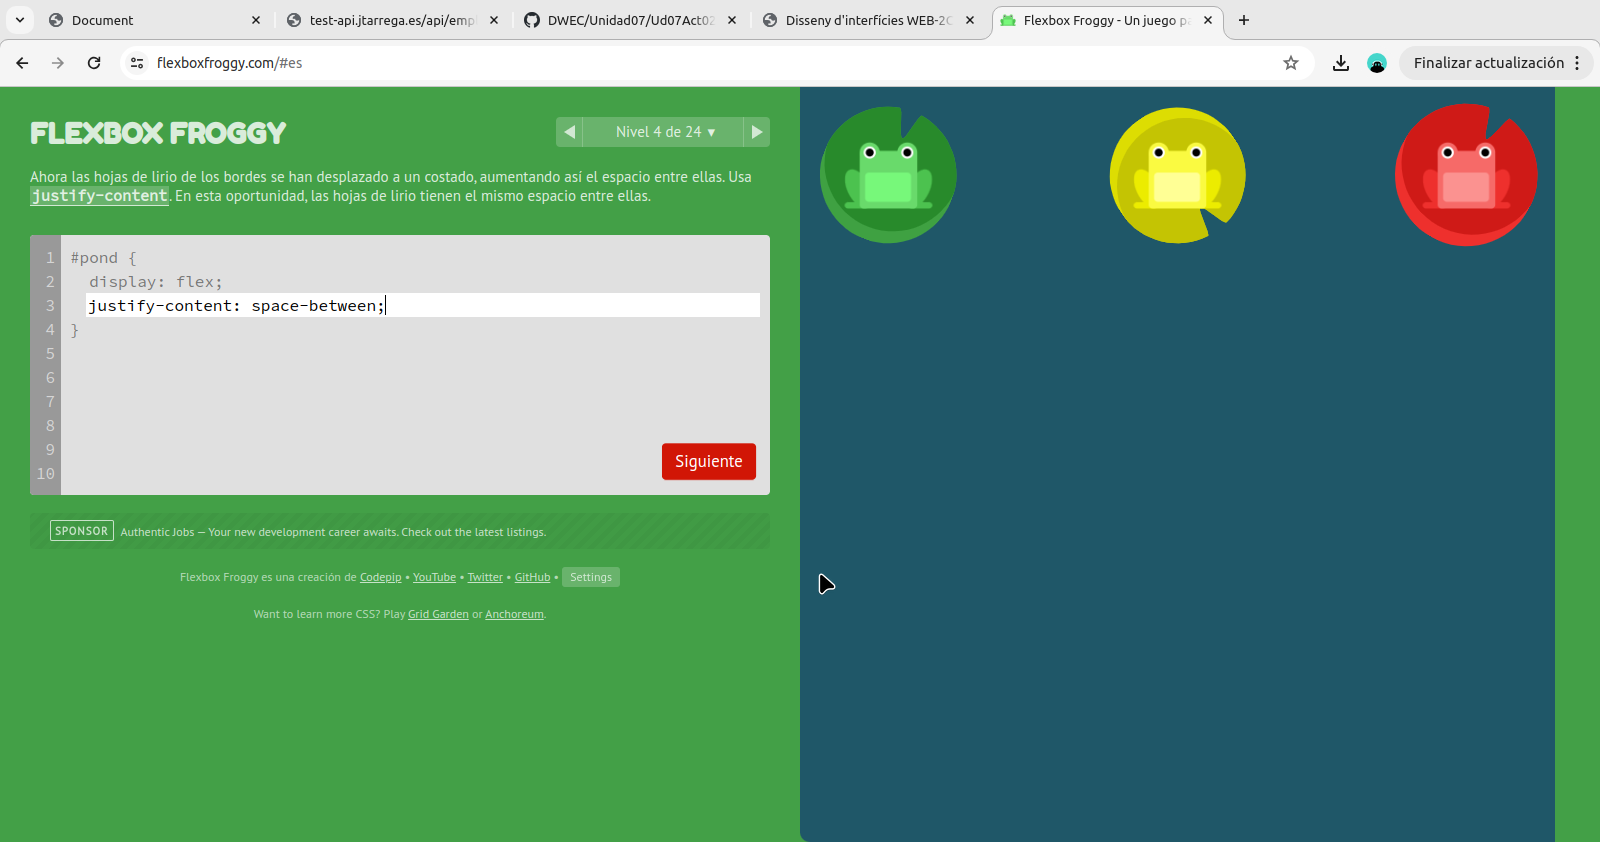 Document
test-api.jtarrega.es/api/emp
DWEC/Unidad07/Ud07Act02
Disseny d'interfícies WEB-2C
Flexbox Froggy - Un juego pa
flexboxfroggy.com/#es
Finalizar actualización
FLEXBOX FROGGY
Nivel 4 de 24 ▾
Ahora las hojas de lirio de los bordes se han desplazado a un costado, aumentando así el espacio entre ellas. Usa
justify-content. En esta oportunidad, las hojas de lirio tienen el mismo espacio entre ellas.
1 #pond {
2 display: flex;
3 justify-content: space-between;
4 }
5
6
7
8
9
10
Siguiente
SPONSOR Authentic Jobs — Your new development career awaits. Check out the latest listings.
Flexbox Froggy es una creación de Codepip • YouTube • Twitter • GitHub • Settings
Want to learn more CSS? Play Grid Garden or Anchoreum.